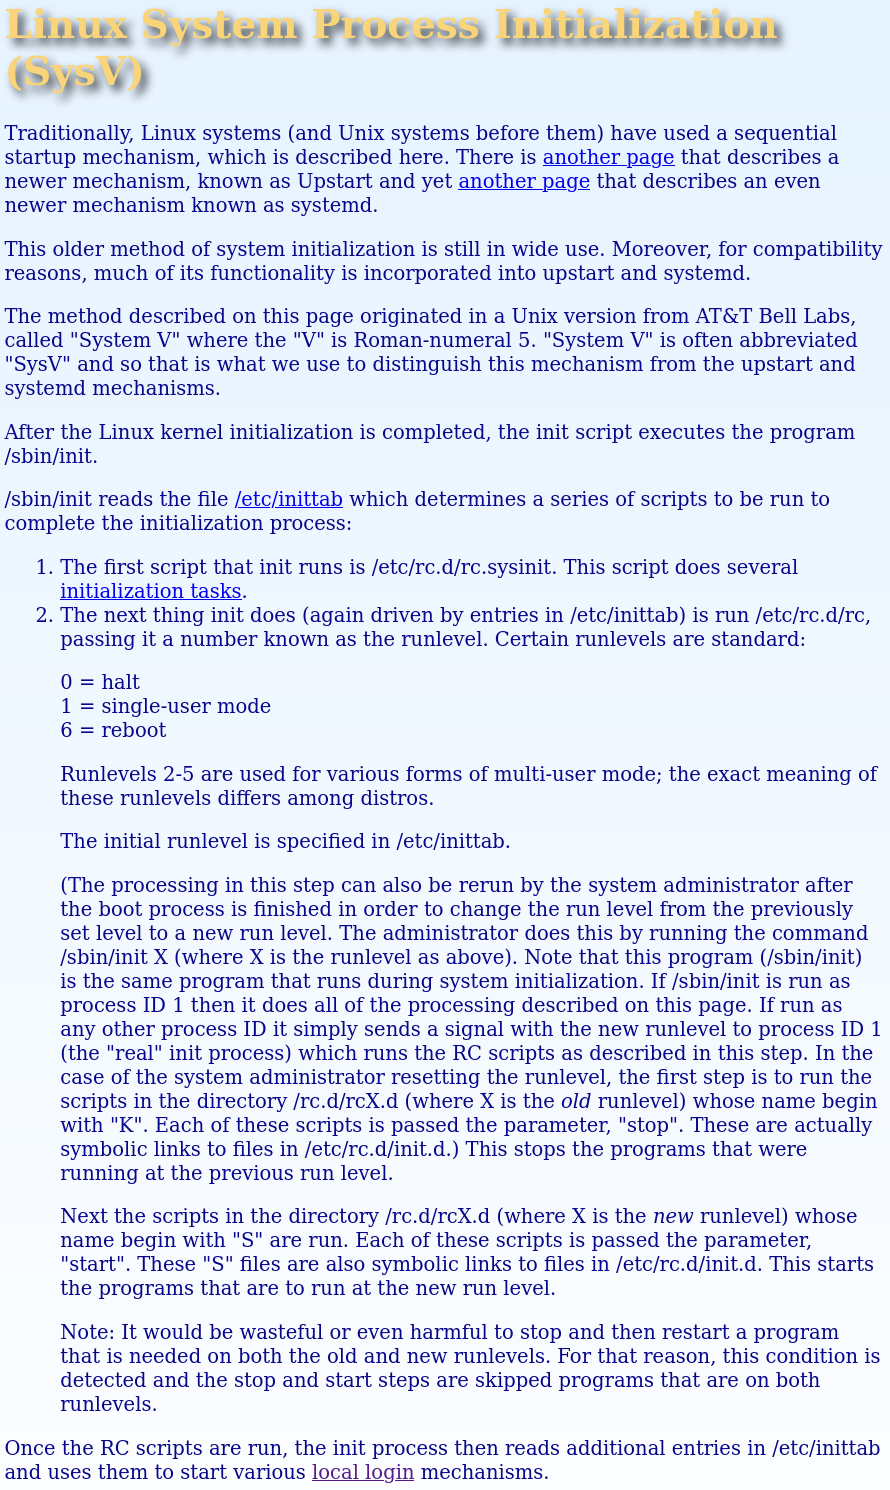 Linux System Process Initialization
(SysV)
Traditionally, Linux systems (and Unix systems before them) have used a sequential
startup mechanism, which is described here. There is another page that describes a
newer mechanism, known as Upstart and yet another page that describes an even
newer mechanism known as systemd.
This older method of system initialization is still in wide use. Moreover, for compatibility
reasons, much of its functionality is incorporated into upstart and systemd.
The method described on this page originated in a Unix version from AT&T Bell Labs,
called "System V" where the "V" is Roman-numeral 5. "System V" is often abbreviated
"SysV" and so that is what we use to distinguish this mechanism from the upstart and
systemd mechanisms.
After the Linux kernel initialization is completed, the init script executes the program
/sbin/init.
/sbin/init reads the file /etc/inittab which determines a series of scripts to be run to
complete the initialization process:
1. The first script that init runs is /etc/rc.d/rc.sysinit. This script does several
initialization tasks.
2. The next thing init does (again driven by entries in /etc/inittab) is run /etc/rc.d/rc,
passing it a number known as the runlevel. Certain runlevels are standard:
0 = halt
1 = single-user mode
6 = reboot
Runlevels 2-5 are used for various forms of multi-user mode; the exact meaning of
these runlevels differs among distros.
The initial runlevel is specified in /etc/inittab.
(The processing in this step can also be rerun by the system administrator after
the boot process is finished in order to change the run level from the previously
set level to a new run level. The administrator does this by running the command
/sbin/init X (where X is the runlevel as above). Note that this program (/sbin/init)
is the same program that runs during system initialization. If /sbin/init is run as
process ID 1 then it does all of the processing described on this page. If run as
any other process ID it simply sends a signal with the new runlevel to process ID 1
(the "real" init process) which runs the RC scripts as described in this step. In the
case of the system administrator resetting the runlevel, the first step is to run the
scripts in the directory /rc.d/rcX.d (where X is the old runlevel) whose name begin
with "K". Each of these scripts is passed the parameter, "stop". These are actually
symbolic links to files in /etc/rc.d/init.d.) This stops the programs that were
running at the previous run level.
Next the scripts in the directory /rc.d/rcX.d (where X is the new runlevel) whose
name begin with "S" are run. Each of these scripts is passed the parameter,
"start". These "S" files are also symbolic links to files in /etc/rc.d/init.d. This starts
the programs that are to run at the new run level.
Note: It would be wasteful or even harmful to stop and then restart a program
that is needed on both the old and new runlevels. For that reason, this condition is
detected and the stop and start steps are skipped programs that are on both
runlevels.
Once the RC scripts are run, the init process then reads additional entries in /etc/inittab
and uses them to start various local login mechanisms.